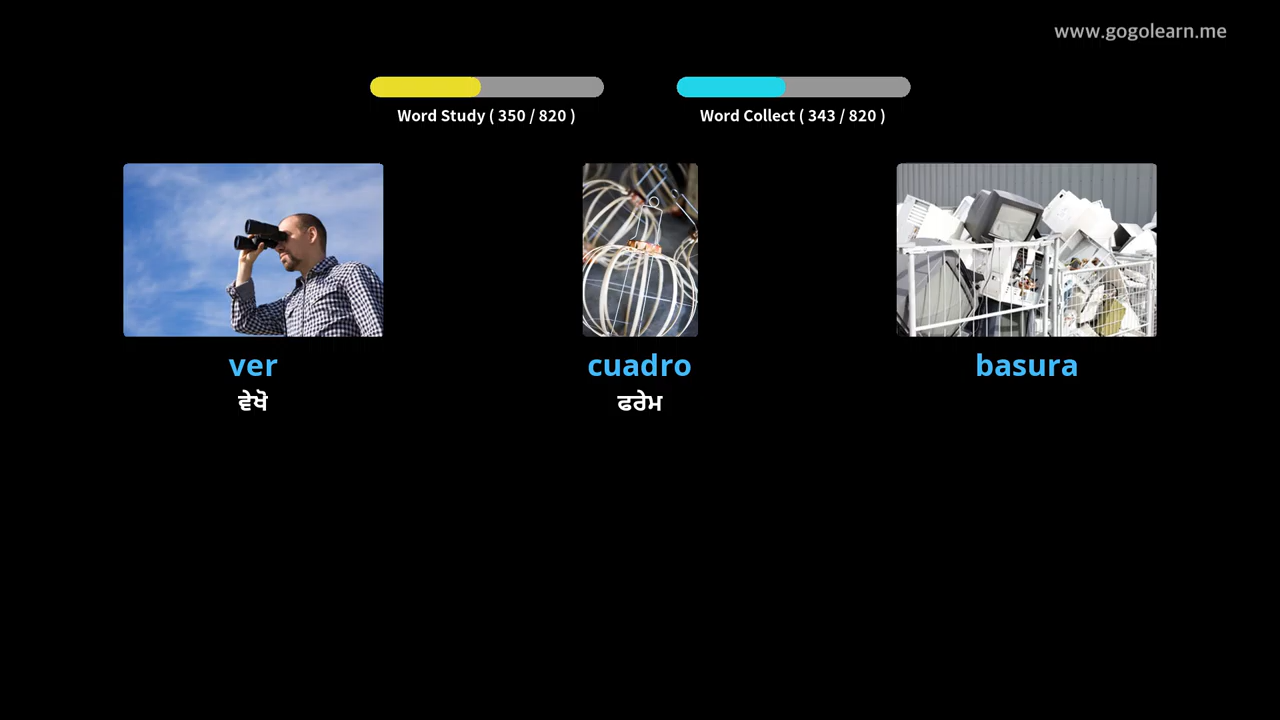 www.gogolearn.me
Word Study ( 350 / 820 )
Word Collect ( 343 / 820 )
ver
ਵੇਖੋ
cuadro
ਫਰੇਮ
basura